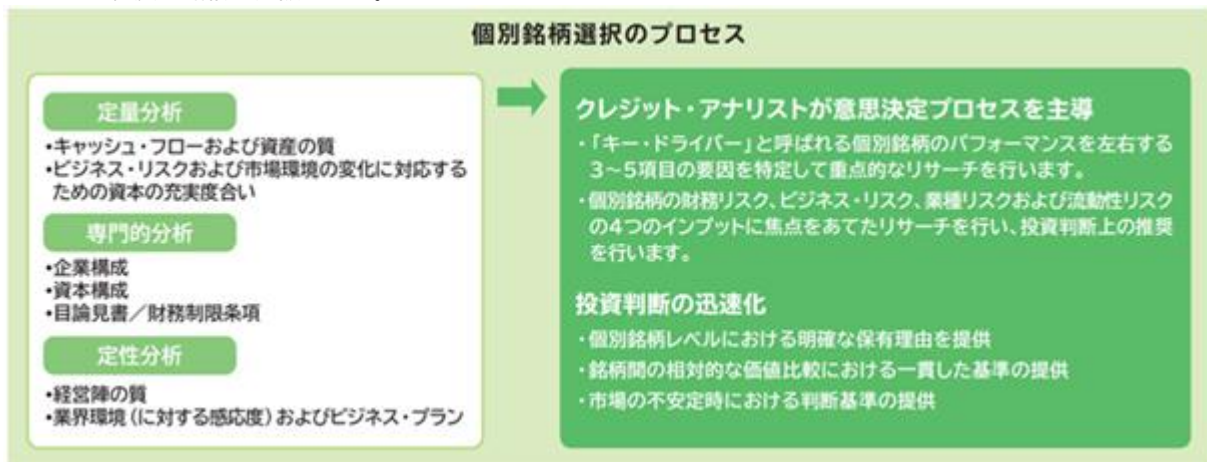 個別銘柄選択のプロセス
定量分析
•キャッシュ・フローおよび資産の質
•ビジネス・リスクおよび市場環境の変化に対応する
ための資本の充実度合い
専門的分析
•企業構成
•資本構成
•目論見書／財務制限条項
定性分析
•経営陣の質
•業界環境（に対する感応度）およびビジネス・プラン
クレジット・アナリストが意思決定プロセスを主導
・「キー・ドライバー」と呼ばれる個別銘柄のパフォーマンスを左右する
3〜5項目の要因を特定して重点的なリサーチを行います。
・個別銘柄の財務リスク、ビジネス・リスク、業種リスクおよび流動性リスク
の4つのインプットに焦点をあてたリサーチを行い、投資判断上の推奨
を行います。
投資判断の迅速化
・個別銘柄レベルにおける明確な保有理由を提供
・銘柄間の相対的な価値比較における一貫した基準の提供
・市場の不安定時における判断基準の提供